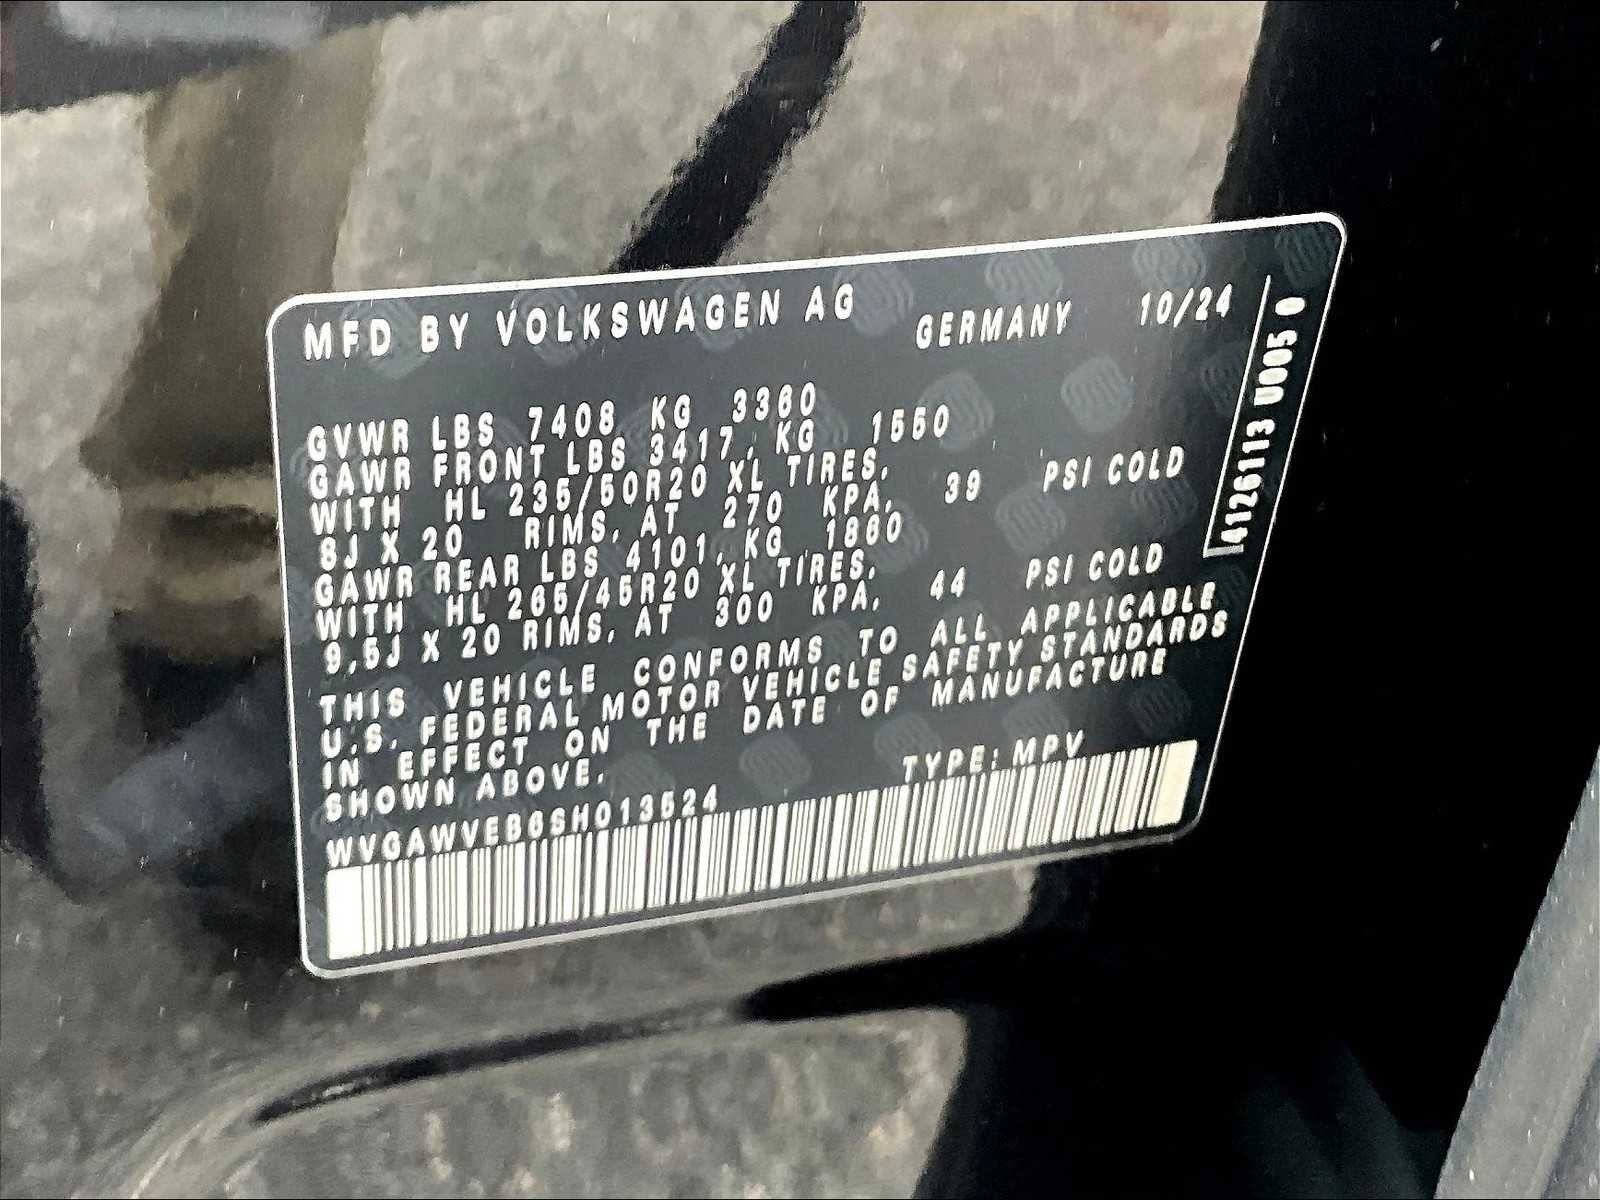 MFD BY VOLKSWAGEN AG GERMANY 10/24
GVWR LBS 7408 KG 3360
GAWR FRONT LBS 3417, KG 1550
WITH HL 235/50R20 XL TIRES,
8J X 20 RIMS, AT 270 KPA, 39 PSI COLD
GAWR REAR LBS 4101, KG 1860
WITH HL 265/45R20 XL TIRES,
9,5J X 20 RIMS, AT 300 KPA, 44 PSI COLD
THIS VEHICLE CONFORMS TO ALL APPLICABLE
U.S. FEDERAL MOTOR VEHICLE SAFETY STANDARDS
IN EFFECT ON THE DATE OF MANUFACTURE
SHOWN ABOVE.
TYPE: MPV
WVGAWVEB6SH013524
4126113 U005 0